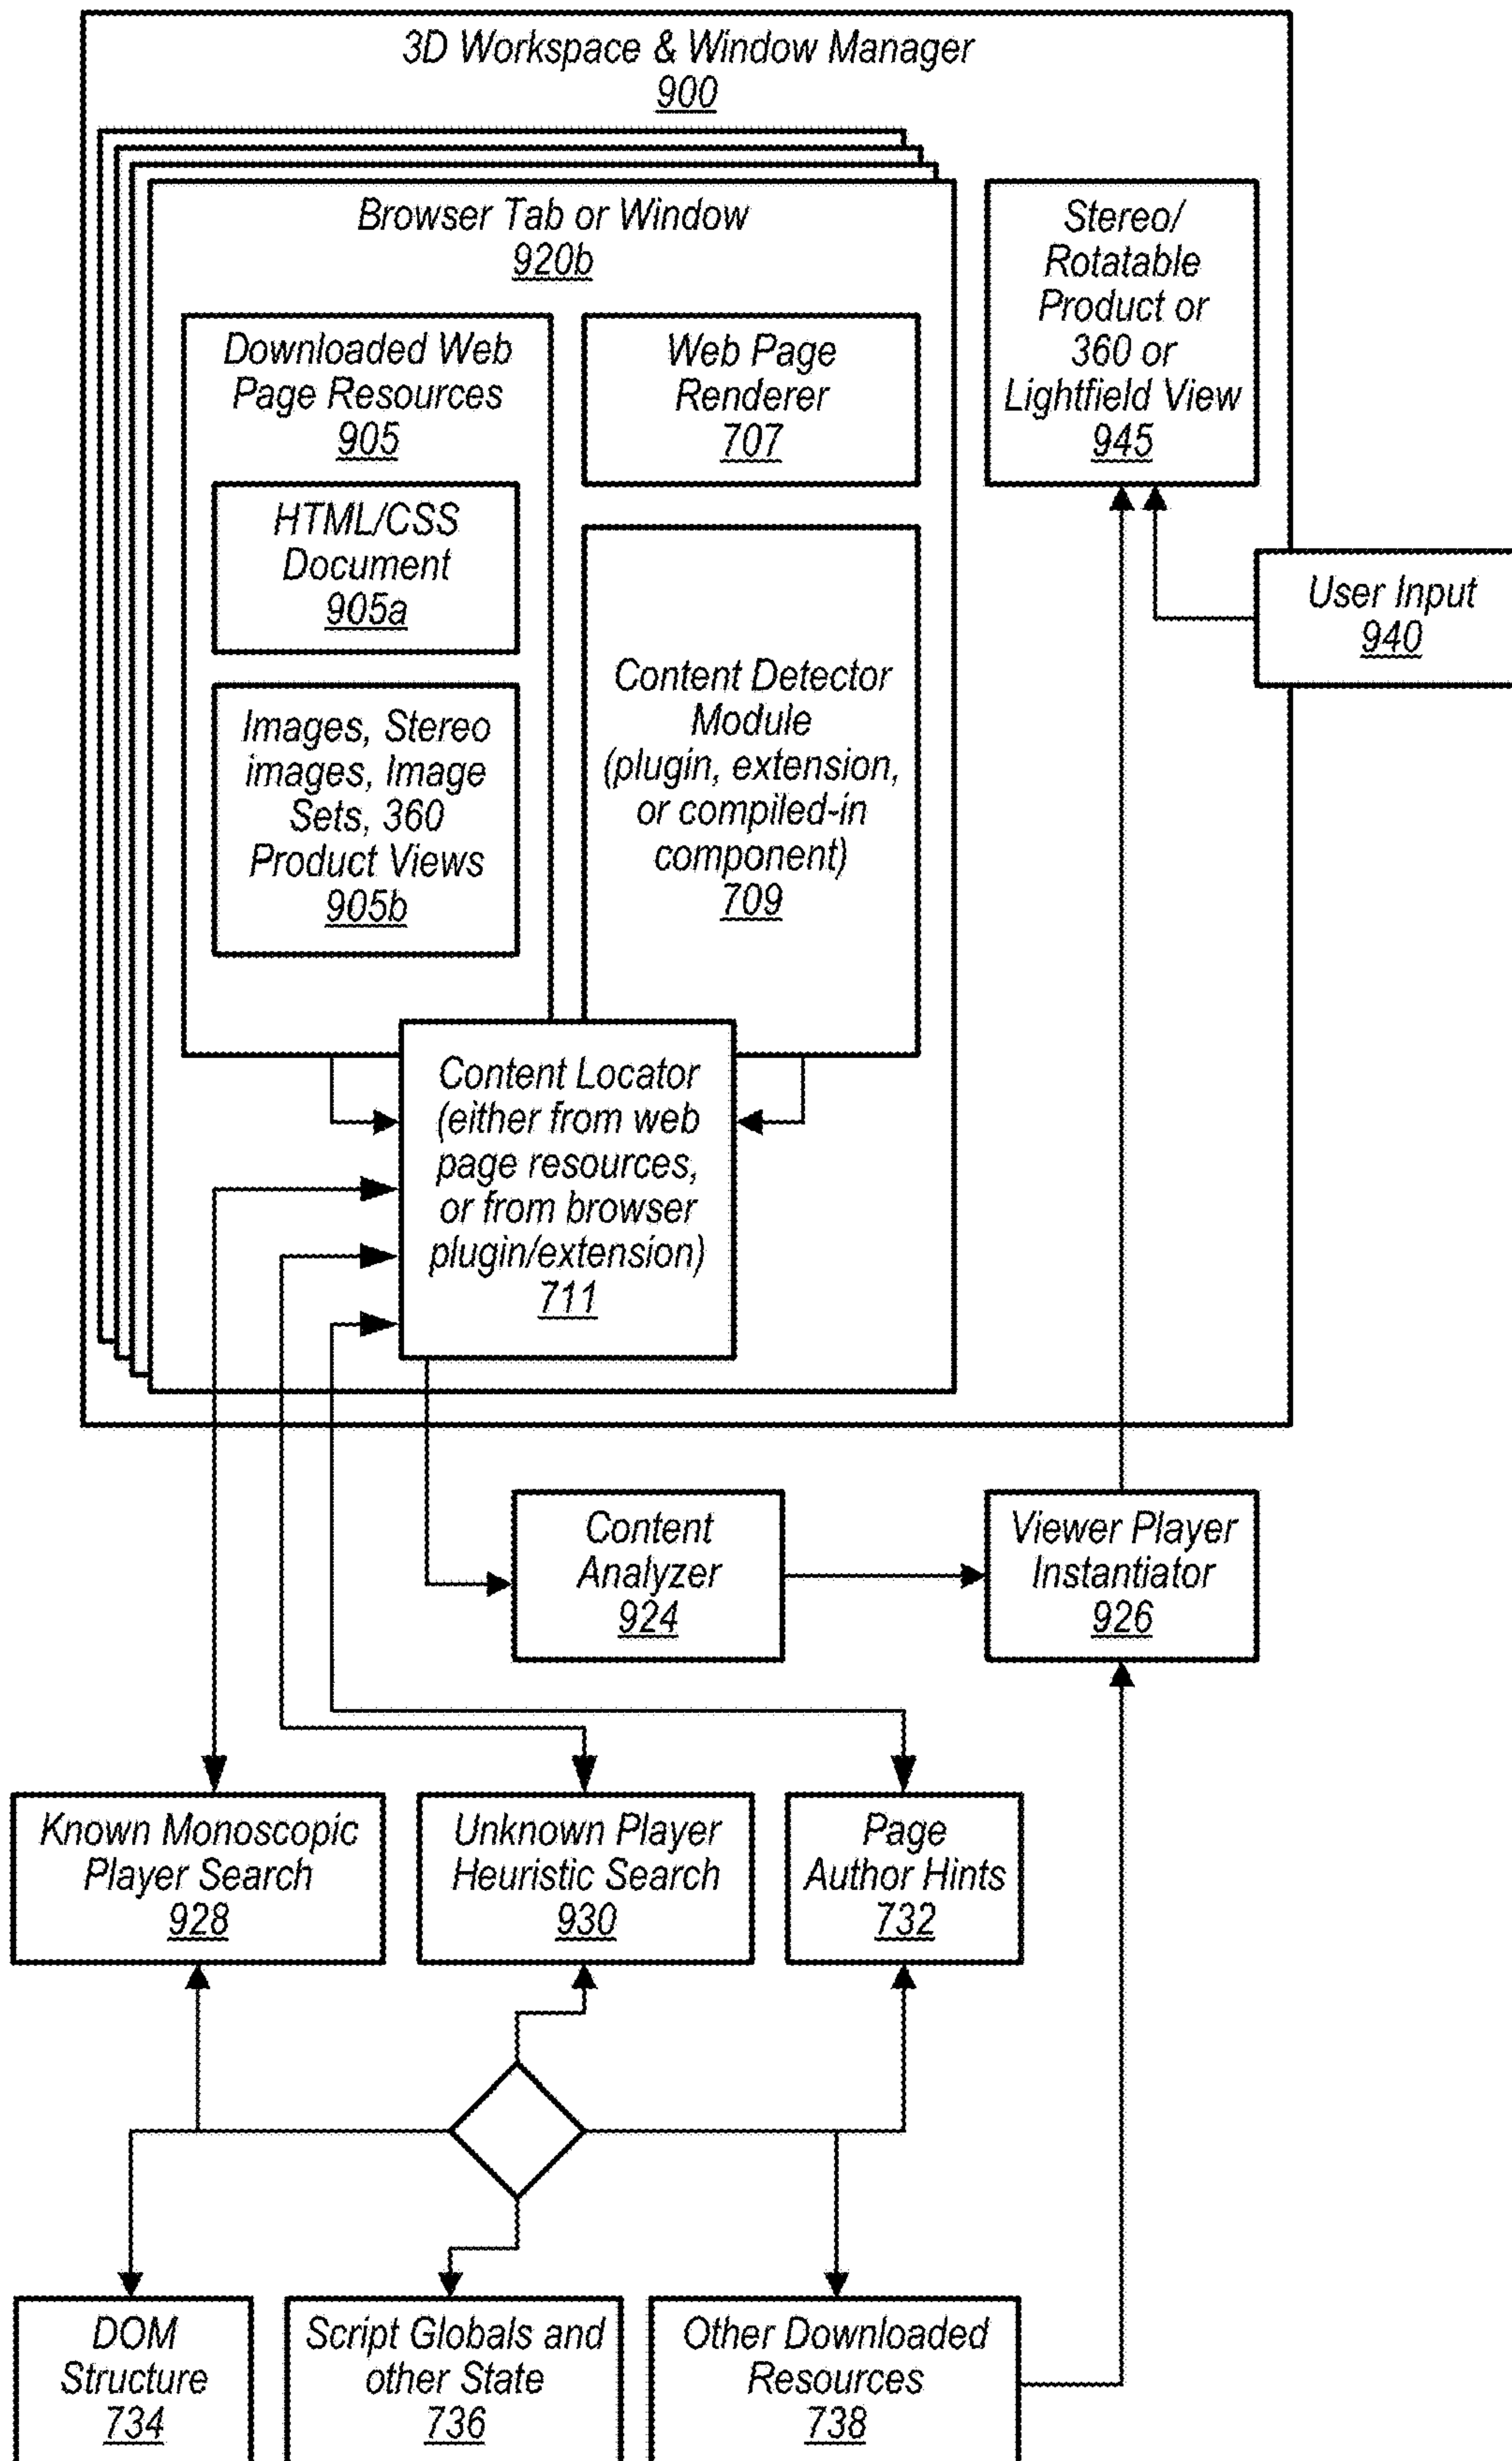 3D Workspace & Window Manager
900
Browser Tab or Window
920b
Downloaded Web
Page Resources
905
HTML/CSS
Document
905a
Images, Stereo
images, Image
Sets, 360
Product Views
905b
Web Page
Renderer
707
Content Detector
Module
(plugin, extension,
or compiled-in
component)
709
Content Locator
(either from web
page resources,
or from browser
plugin/extension)
711
Stereo/
Rotatable
Product or
360 or
Lightfield View
945
User Input
940
Content
Analyzer
924
Viewer Player
Instantiator
926
Known Monoscopic
Player Search
928
Unknown Player
Heuristic Search
930
Page
Author Hints
732
DOM
Structure
734
Script Globals and
other State
736
Other Downloaded
Resources
738